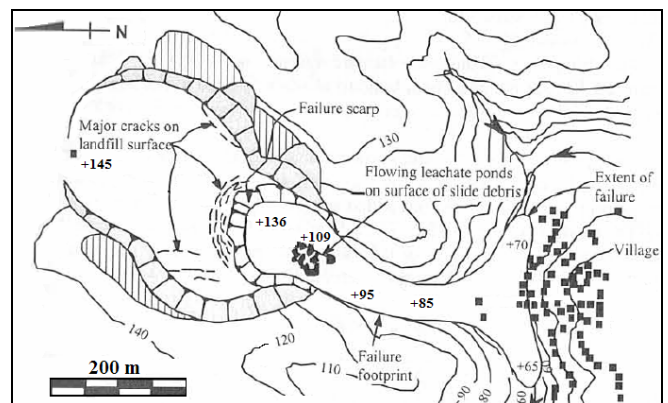 N
Failure scarp
Major cracks on
landfill surface
130
+145
Flowing leachate ponds
on surface of slide debris
Extent of
failure
+136
+109
+70
Village
+95
+85
140
120
200 m
110
Failure
footprint
90
80
+65
60